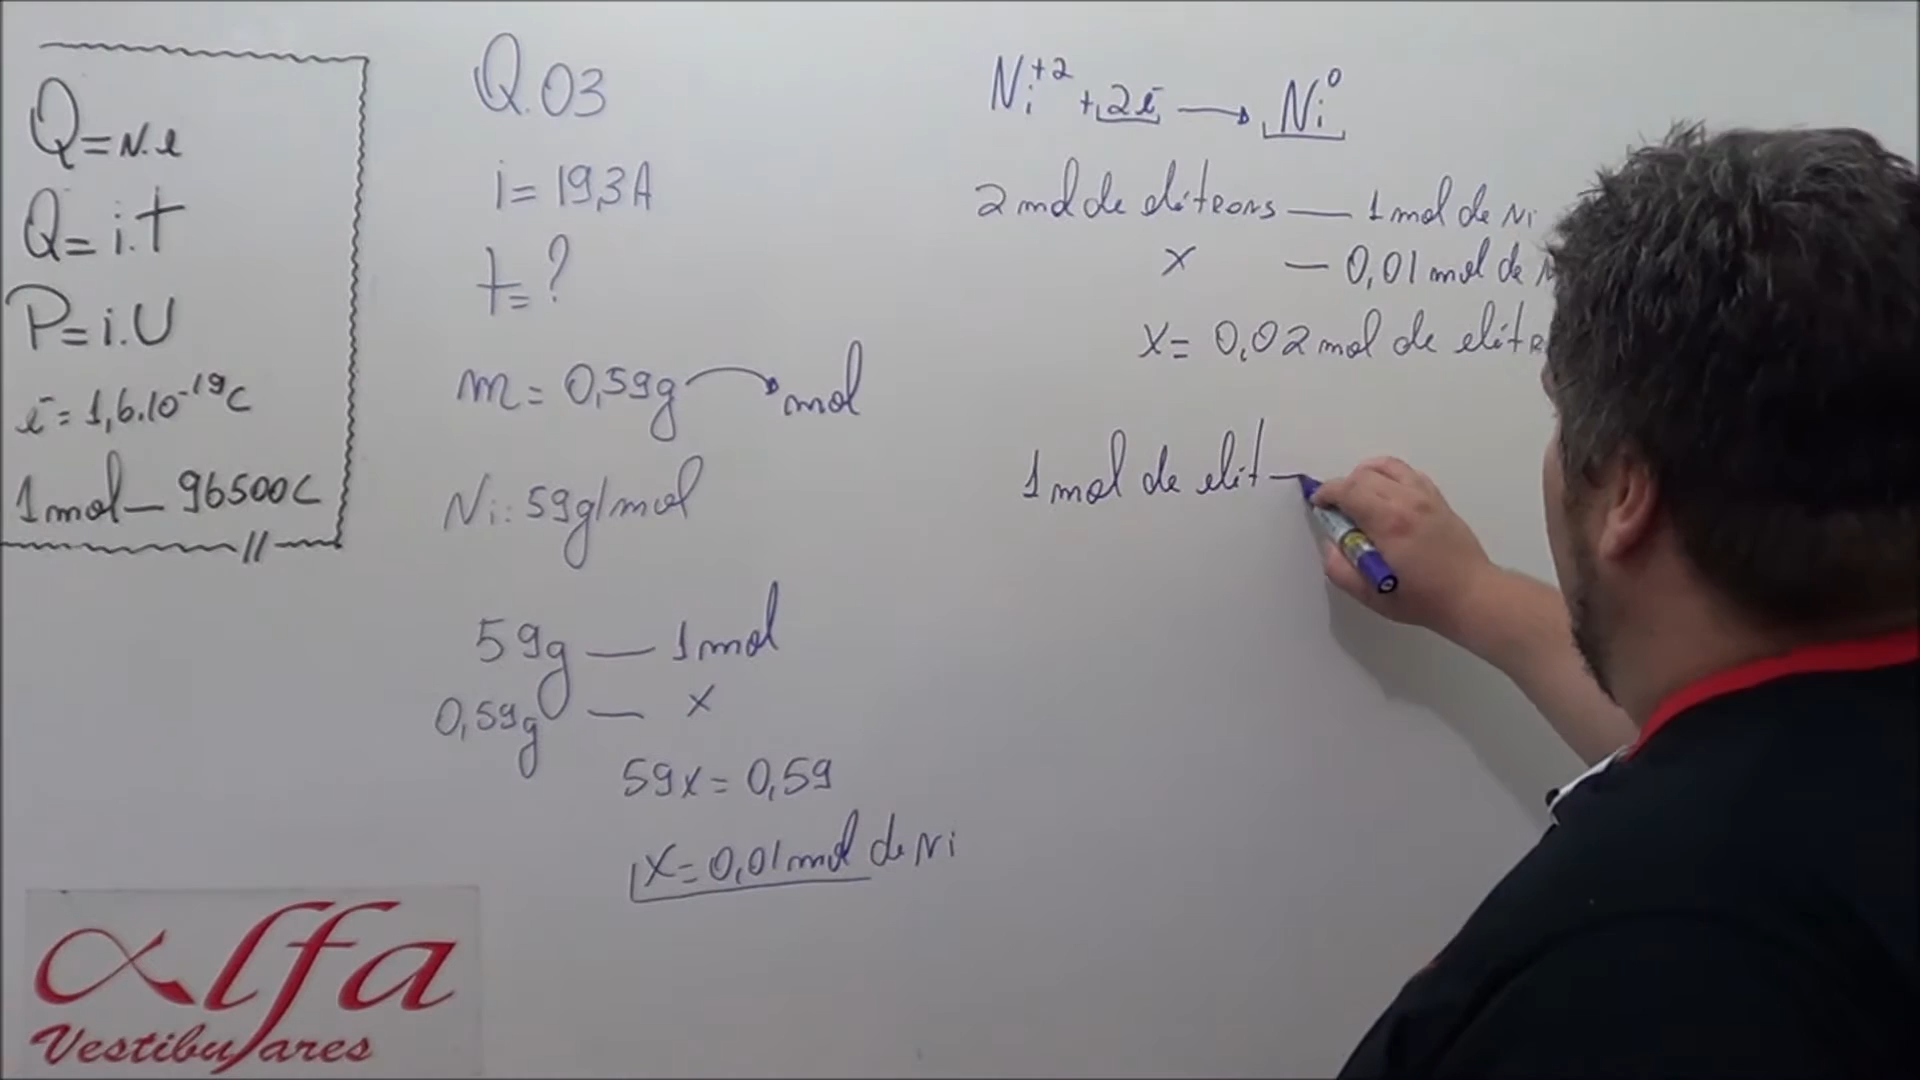 Q=N.e
Q=i.t
P=i.U
e⁻=1,6.10⁻¹⁹C
1mol—96500C
Q.03
i=19,3A
t=?
m=0,59g → mol
Ni:59g/mol
59g — 1mol
0,59g — x
59x=0,59
x=0,01mol de Ni
Ni⁺² + 2e⁻ → Ni⁰
2 mol de elétrons — 1 mol de Ni
x — 0,01 mol de
x= 0,02 mol de elétr
1 mol de elét —
αlfa
Vestibulares